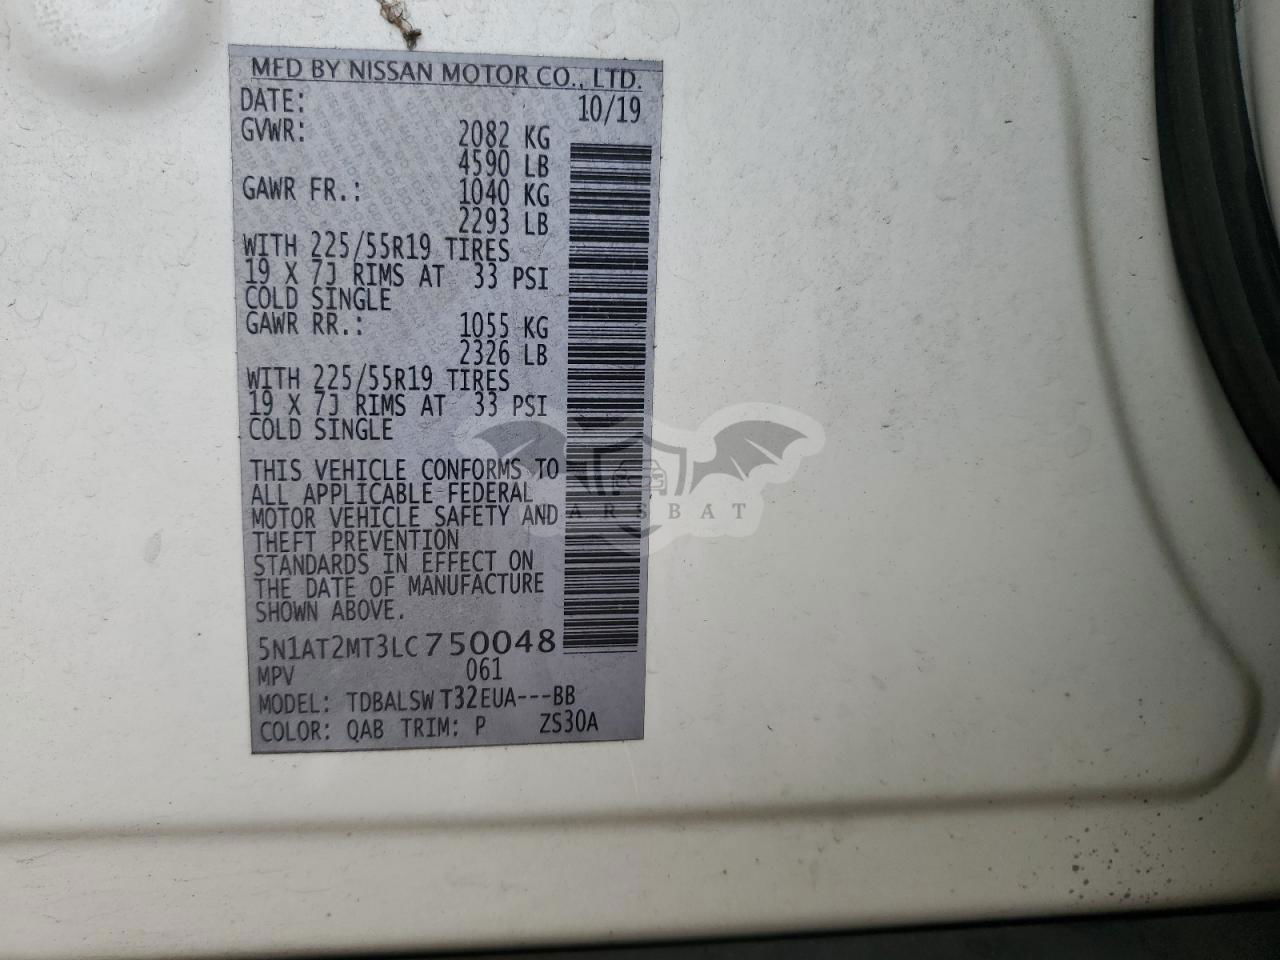 MFD BY NISSAN MOTOR CO., LTD.
DATE: 10/19
GVWR: 2082 KG
4590 LB
GAWR FR.: 1040 KG
2293 LB
WITH 225/55R19 TIRES
19 X 7J RIMS AT 33 PSI
COLD SINGLE
GAWR RR.: 1055 KG
2326 LB
WITH 225/55R19 TIRES
19 X 7J RIMS AT 33 PSI
COLD SINGLE
THIS VEHICLE CONFORMS TO
ALL APPLICABLE FEDERAL
MOTOR VEHICLE SAFETY AND
THEFT PREVENTION
STANDARDS IN EFFECT ON
THE DATE OF MANUFACTURE
SHOWN ABOVE.
5N1AT2MT3LC750048
MPV 061
MODEL: TDBALSW T32EUA---BB
COLOR: QAB TRIM: P ZS30A